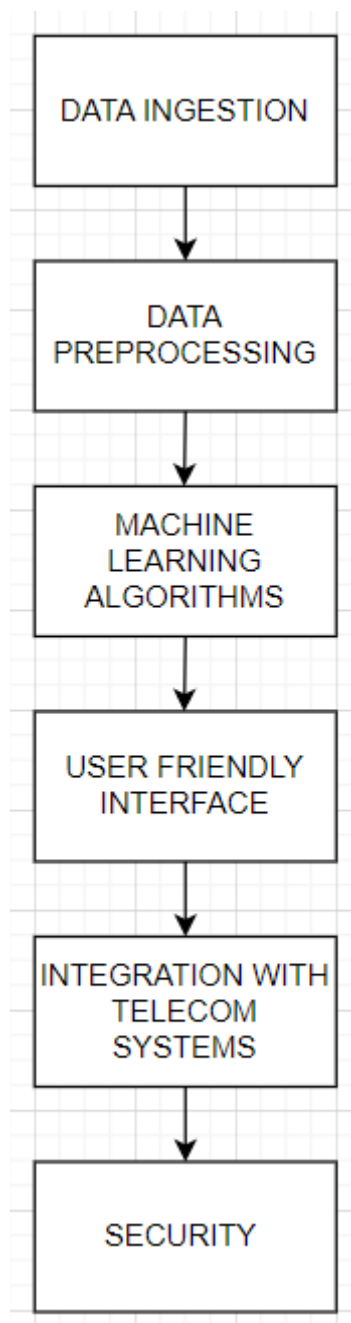 DATA INGESTION
DATA
PREPROCESSING
MACHINE
LEARNING
ALGORITHMS
USER FRIENDLY
INTERFACE
INTEGRATION WITH
TELECOM
SYSTEMS
SECURITY